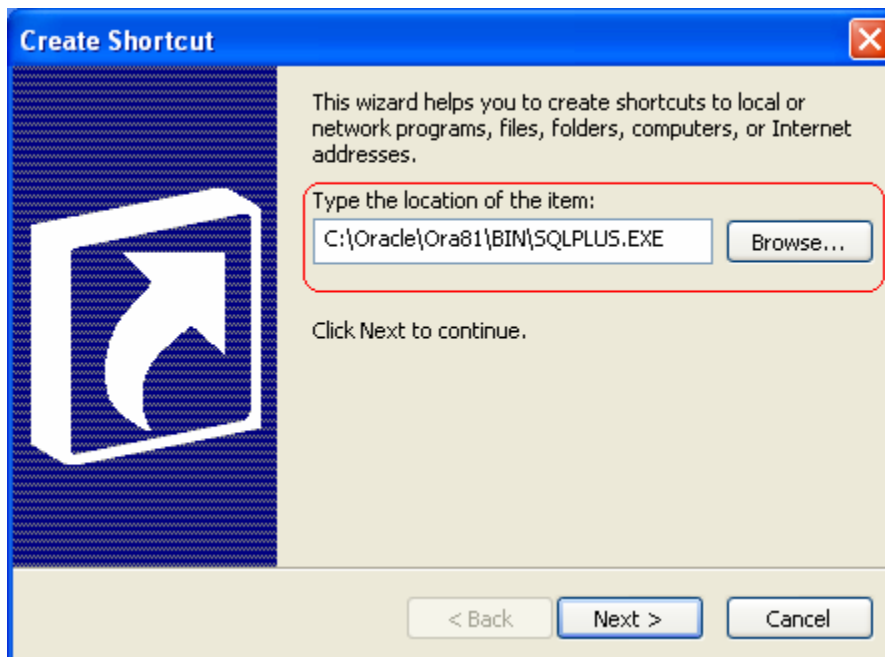 Create Shortcut
This wizard helps you to create shortcuts to local or
network programs, files, folders, computers, or Internet
addresses.
Type the location of the item:
C:\Oracle\Ora81\BIN\SQLPLUS.EXE
Browse...
Click Next to continue.
< Back
Next >
Cancel